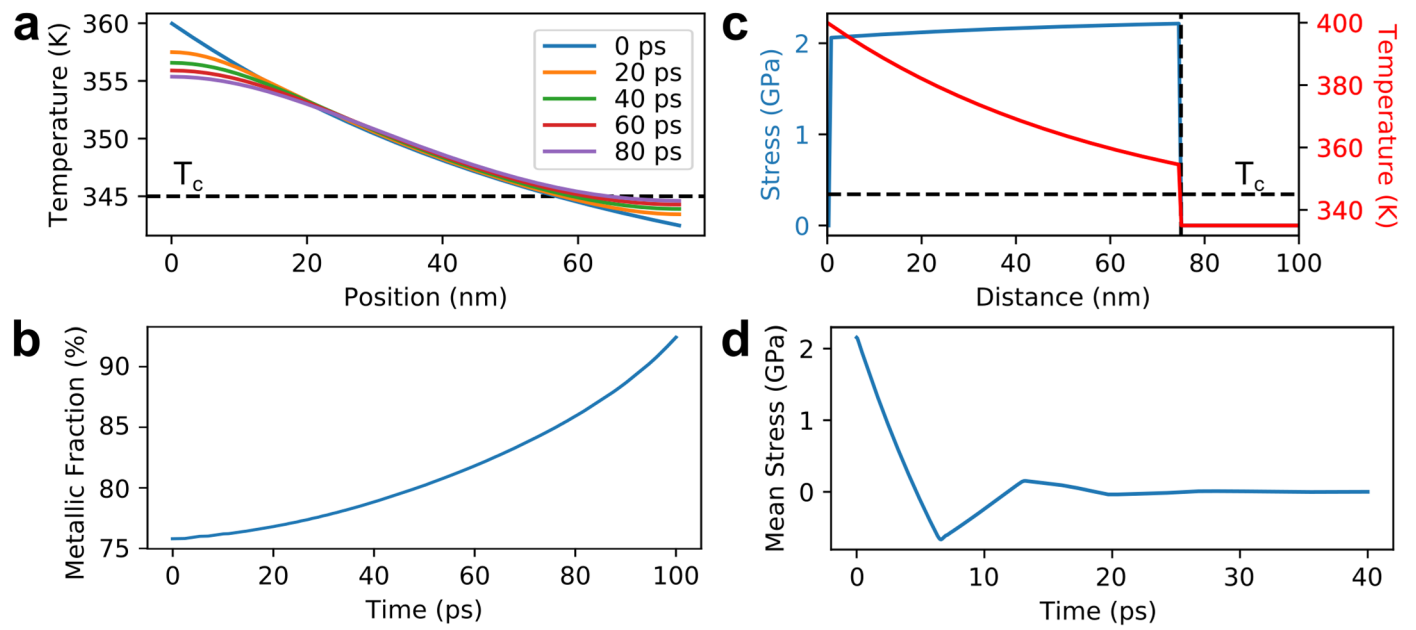 a
Temperature (K)
360
355
350
345
T_c
0 ps
20 ps
40 ps
60 ps
80 ps
0 20 40 60
Position (nm)
c
Stress (GPa)
2
1
0
400
380
360
340
Temperature (K)
T_c
0 20 40 60 80 100
Distance (nm)
b
Metallic Fraction (%)
90
85
80
75
0 20 40 60 80 100
Time (ps)
d
Mean Stress (GPa)
2
1
0
0 10 20 30 40
Time (ps)